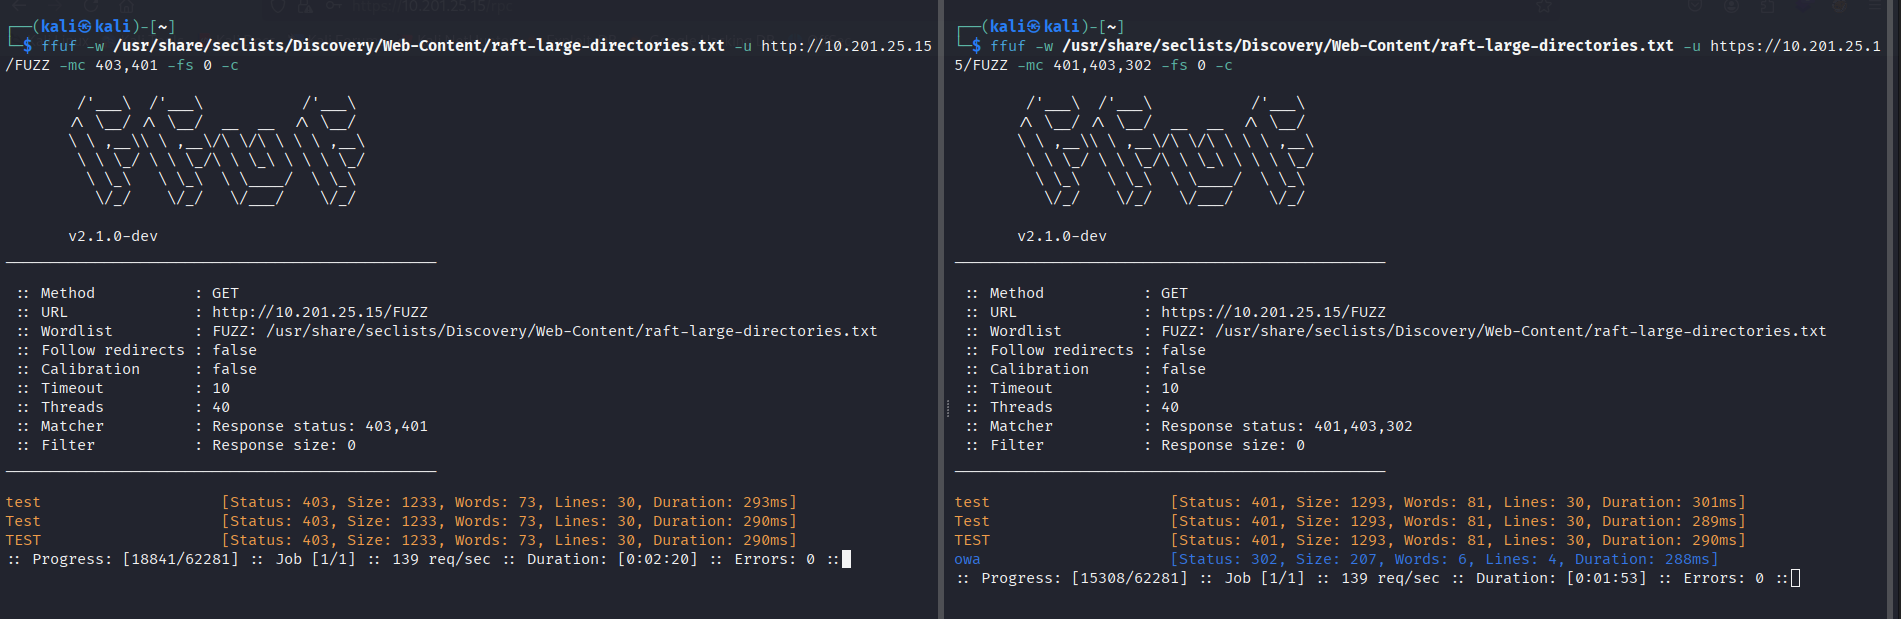 ┌──(kali㉿kali)-[~]
└─$ ffuf -w /usr/share/seclists/Discovery/Web-Content/raft-large-directories.txt -u http://10.201.25.15
/FUZZ -mc 403,401 -fs 0 -c
v2.1.0-dev
:: Method : GET
:: URL : http://10.201.25.15/FUZZ
:: Wordlist : FUZZ: /usr/share/seclists/Discovery/Web-Content/raft-large-directories.txt
:: Follow redirects : false
:: Calibration : false
:: Timeout : 10
:: Threads : 40
:: Matcher : Response status: 403,401
:: Filter : Response size: 0
test [Status: 403, Size: 1233, Words: 73, Lines: 30, Duration: 293ms]
Test [Status: 403, Size: 1233, Words: 73, Lines: 30, Duration: 290ms]
TEST [Status: 403, Size: 1233, Words: 73, Lines: 30, Duration: 290ms]
:: Progress: [18841/62281] :: Job [1/1] :: 139 req/sec :: Duration: [0:02:20] :: Errors: 0 ::
┌──(kali㉿kali)-[~]
└─$ ffuf -w /usr/share/seclists/Discovery/Web-Content/raft-large-directories.txt -u https://10.201.25.1
5/FUZZ -mc 401,403,302 -fs 0 -c
v2.1.0-dev
:: Method : GET
:: URL : https://10.201.25.15/FUZZ
:: Wordlist : FUZZ: /usr/share/seclists/Discovery/Web-Content/raft-large-directories.txt
:: Follow redirects : false
:: Calibration : false
:: Timeout : 10
:: Threads : 40
:: Matcher : Response status: 401,403,302
:: Filter : Response size: 0
test [Status: 401, Size: 1293, Words: 81, Lines: 30, Duration: 301ms]
Test [Status: 401, Size: 1293, Words: 81, Lines: 30, Duration: 289ms]
TEST [Status: 401, Size: 1293, Words: 81, Lines: 30, Duration: 290ms]
owa [Status: 302, Size: 207, Words: 6, Lines: 4, Duration: 288ms]
:: Progress: [15308/62281] :: Job [1/1] :: 139 req/sec :: Duration: [0:01:53] :: Errors: 0 ::